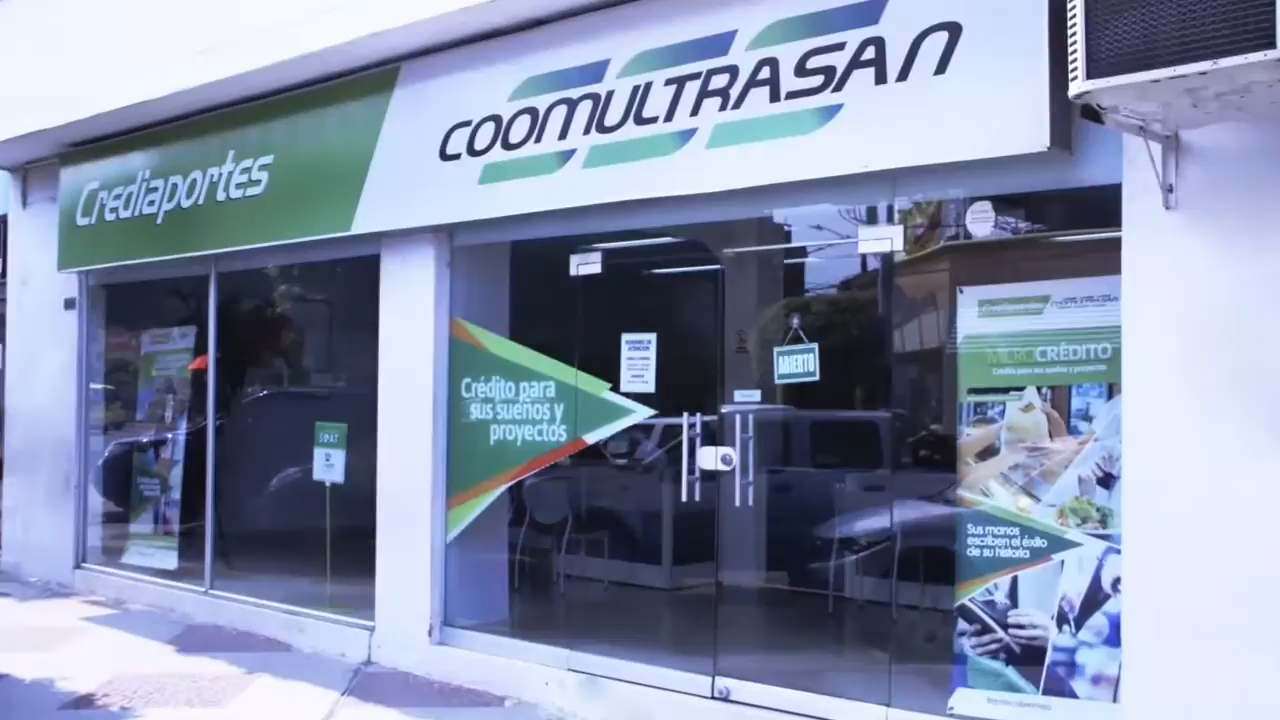 Crediaportes
COOMULTRASAN
Crédito para
sus sueños y
proyectos
ABIERTO
SOAT
MICROCRÉDITO
Crédito para sus sueños y proyectos
Sus manos
escriben el éxito
de su historia